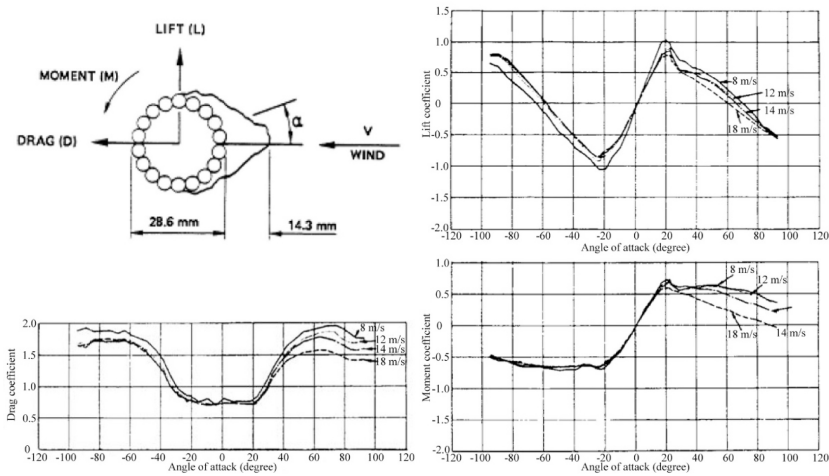 LIFT (L)
MOMENT (M)
DRAG (D)
α
V
WIND
28.6 mm
14.3 mm
Lift coefficient
1.5
1.0
0.5
0
-0.5
-1.0
-1.5
-2.0
8 m/s
12 m/s
14 m/s
18 m/s
-120 -100 -80 -60 -40 -20 0 20 40 60 80 100 120
Angle of attack (degree)
Drag coefficient
2.0
1.5
1.0
0.5
0
8 m/s
12 m/s
14 m/s
18 m/s
-120 -100 -80 -60 -40 -20 0 20 40 60 80 100 120
Angle of attack (degree)
Moment coefficient
1.0
0.5
0
-0.5
-1.0
-1.5
-2.0
8 m/s
12 m/s
18 m/s
14 m/s
-120 -100 -80 -60 -40 -20 0 20 40 60 80 100 120
Angle of attack (degree)